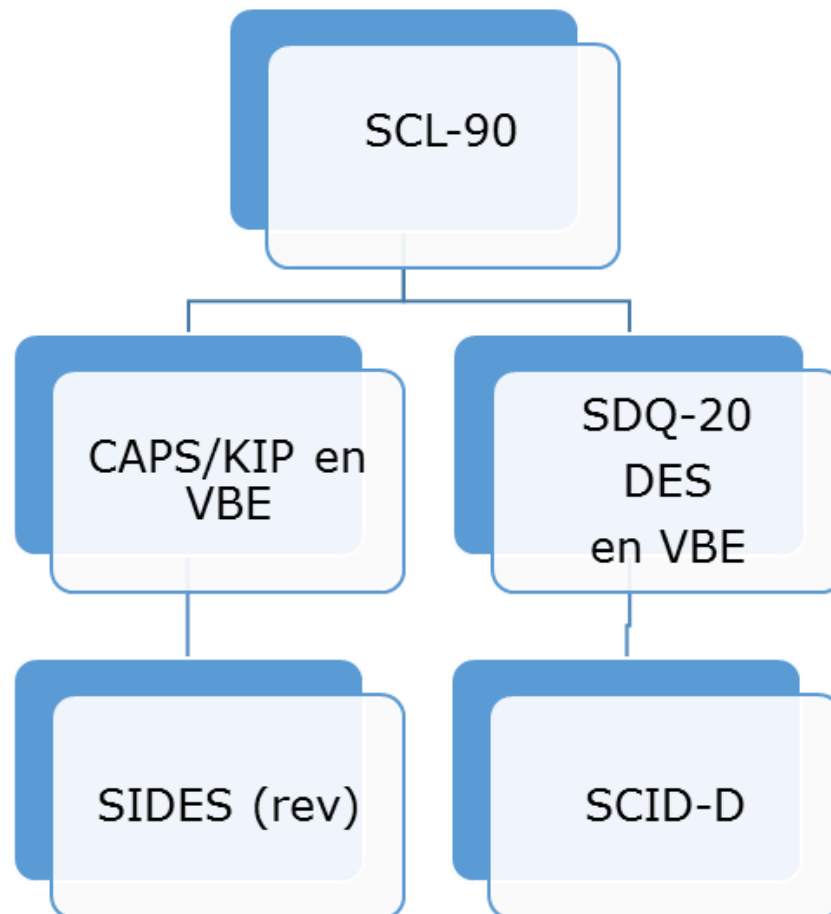 SCL-90
CAPS/KIP en
VBE
SDQ-20
DES
en VBE
SIDES (rev)
SCID-D